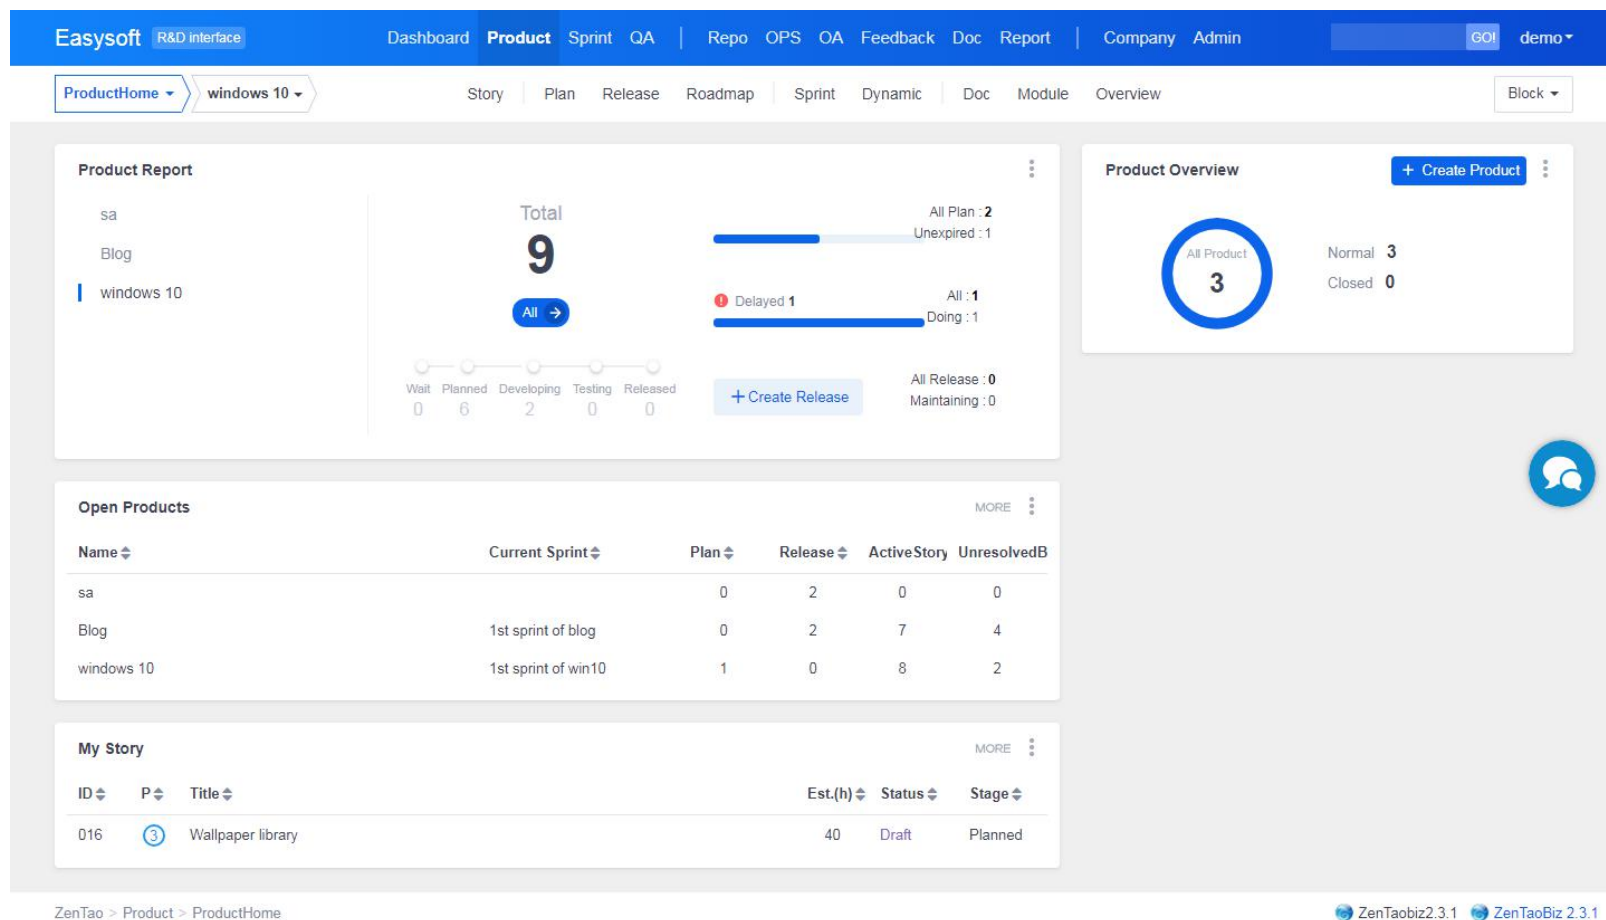 Easysoft R&D interface Dashboard Product Sprint QA | Repo OPS OA Feedback Doc Report | Company Admin GO! demo
ProductHome windows 10 Story Plan Release Roadmap Sprint Dynamic Doc Module Overview Block
Product Report
sa
Blog
windows 10
Total
9
All
Wait Planned Developing Testing Released
0 6 2 0 0
All Plan : 2
Unexpired : 1
Delayed 1
All : 1
Doing : 1
+ Create Release
All Release : 0
Maintaining : 0
Product Overview + Create Product
All Product
3
Normal 3
Closed 0
Open Products MORE
Name Current Sprint Plan Release ActiveStory UnresolvedB
sa 0 2 0 0
Blog 1st sprint of blog 0 2 7 4
windows 10 1st sprint of win10 1 0 8 2
My Story MORE
ID P Title Est.(h) Status Stage
016 3 Wallpaper library 40 Draft Planned
ZenTao > Product > ProductHome ZenTaobiz2.3.1 ZenTaoBiz 2.3.1